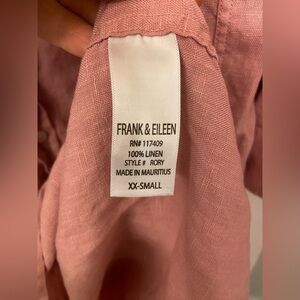 FRANK & EILEEN
RN# 117409
100% LINEN
STYLE # RORY
MADE IN MAURITIUS
XX-SMALL